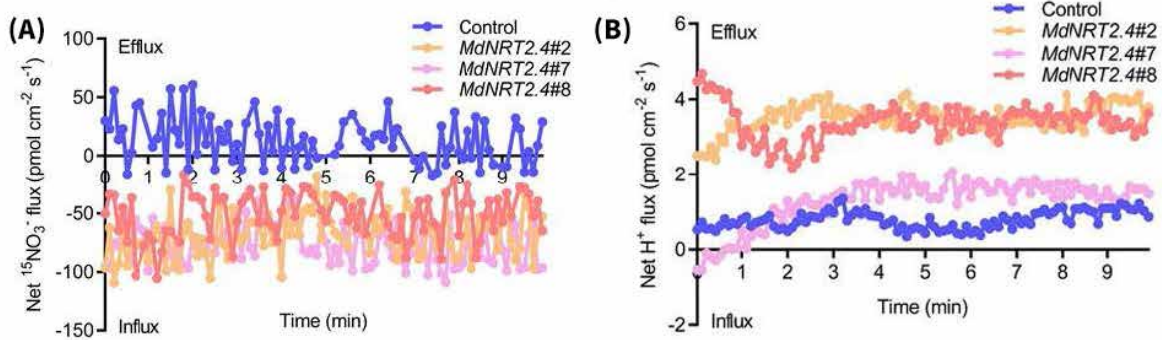 (A)
Net ¹⁵NO₃⁻ flux (pmol cm⁻² s⁻¹)
100
50
0
-50
-100
-150
Efflux
Influx
Control
MdNRT2.4#2
MdNRT2.4#7
MdNRT2.4#8
0 1 2 3 4 5 6 7 8 9
Time (min)
(B)
Net H⁺ flux (pmol cm⁻² s⁻¹)
6
4
2
0
-2
Efflux
Influx
Control
MdNRT2.4#2
MdNRT2.4#7
MdNRT2.4#8
1 2 3 4 5 6 7 8 9
Time (min)